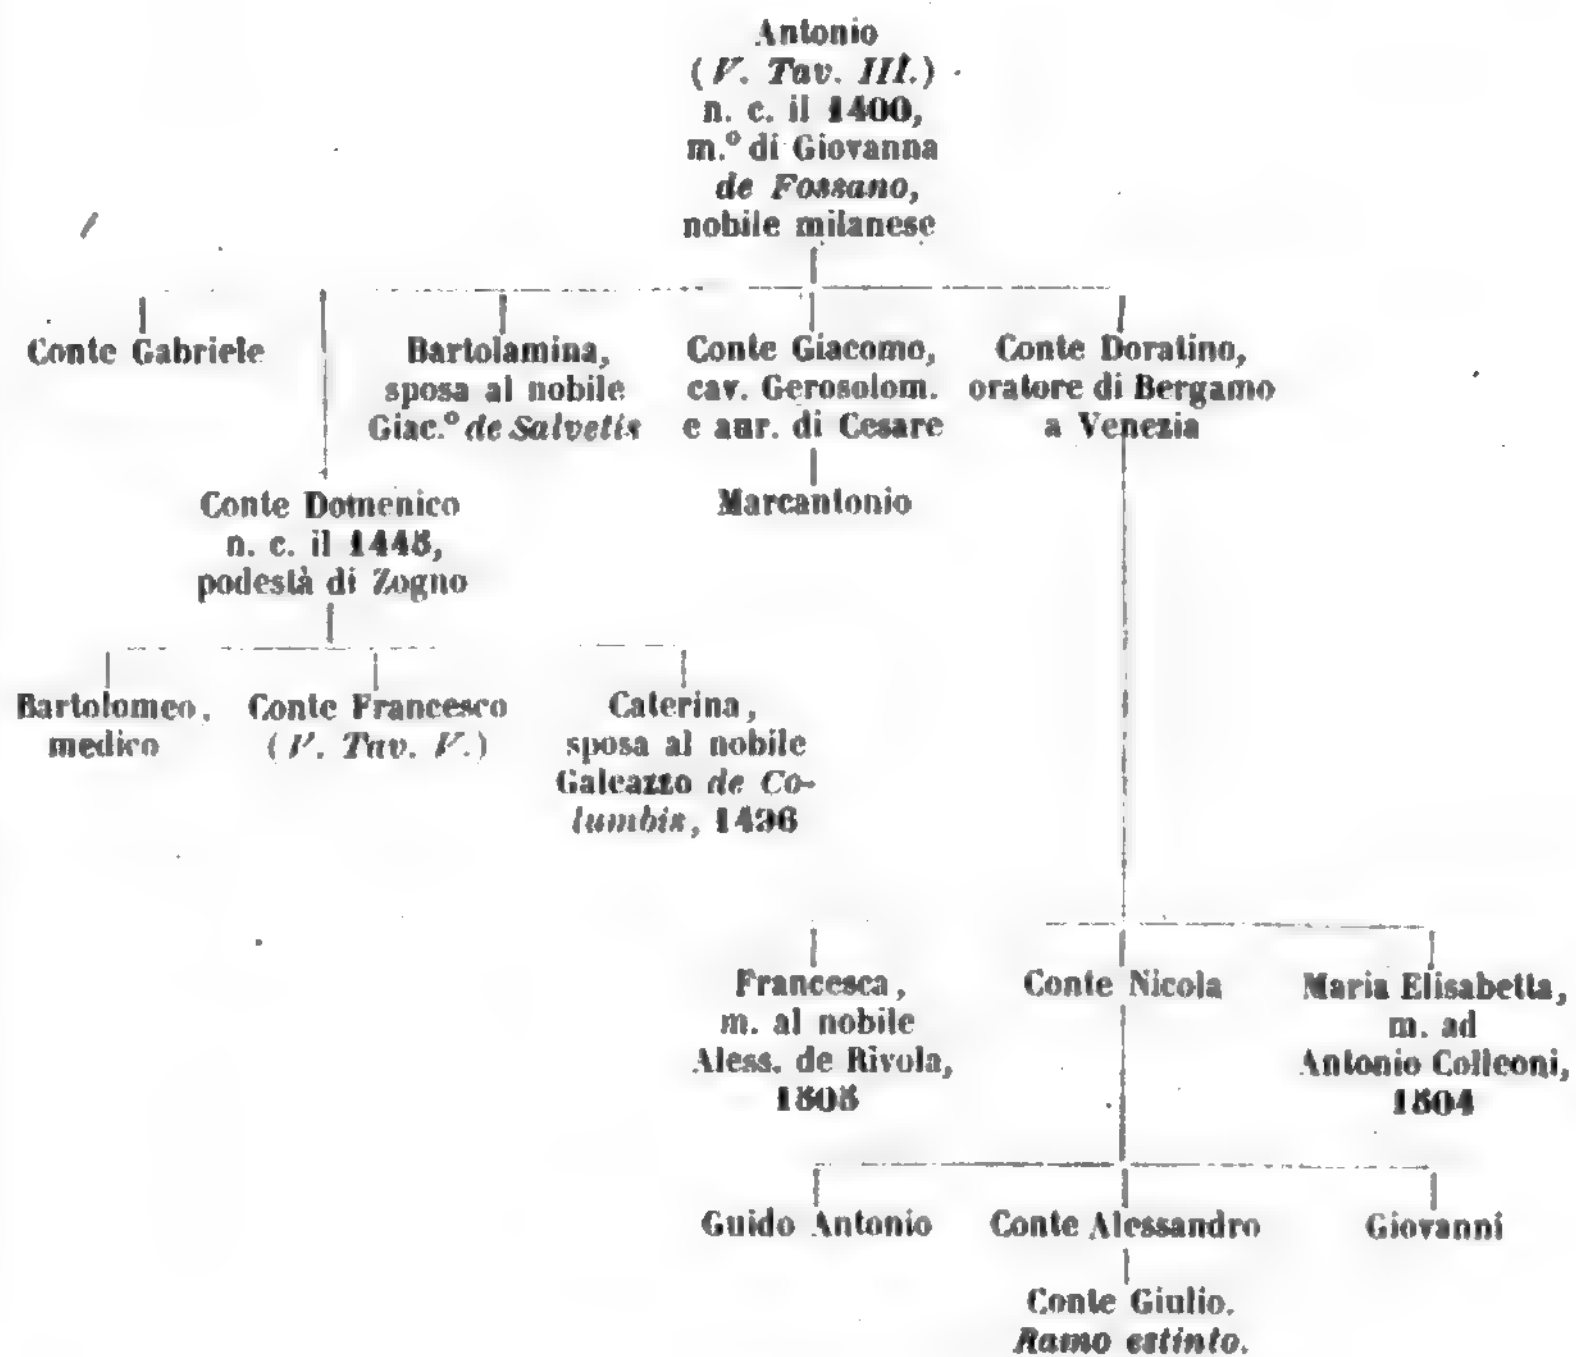 Antonio
(V. Tav. III.)
n. c. il 1400,
m.º di Giovanna
de Fossano,
nobile milanese
Conte Gabriele
Bartolamina,
sposa al nobile
Giac.º de Salvetis
Conte Giacomo,
cav. Gerosolom.
e aur. di Cesare
Conte Doratino,
oratore di Bergamo
a Venezia
Conte Domenico
n. c. il 1445,
podestà di Zogno
Marcantonio
Bartolomeo,
medico
Conte Francesco
(V. Tav. V.)
Caterina,
sposa al nobile
Galeazzo de Co-
lumbis, 1496
Francesca,
m. al nobile
Aless. de Rivola,
1505
Conte Nicola
Maria Elisabetta,
m. ad
Antonio Colleoni,
1504
Guido Antonio
Conte Alessandro
Giovanni
Conte Giulio.
Ramo estinto.